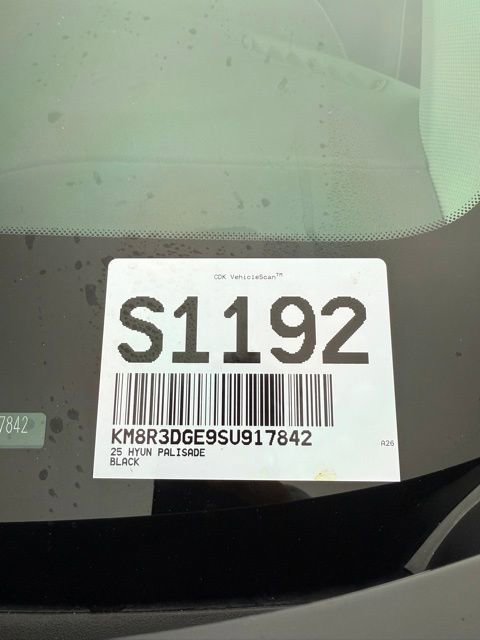 CDK VehicleScan™
S1192
7842
KM8R3DGE9SU917842
25 HYUN PALISADE
A26
BLACK